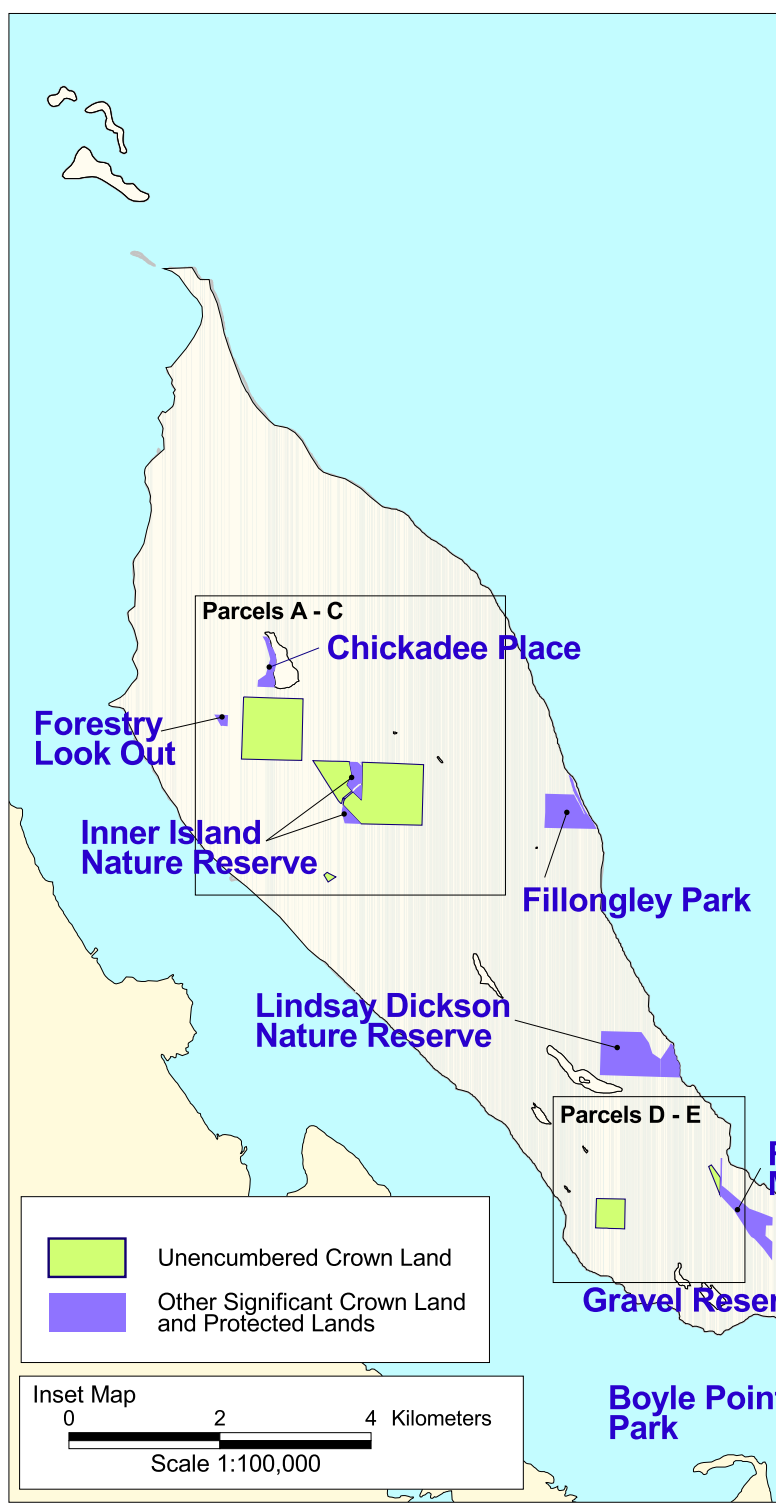 Parcels A - C
Chickadee Place
Forestry
Look Out
Inner Island
Nature Reserve
Fillongley Park
Lindsay Dickson
Nature Reserve
Parcels D - E
Gravel Reser
Boyle Poin
Park
Unencumbered Crown Land
Other Significant Crown Land
and Protected Lands
Inset Map
0 2 4 Kilometers
Scale 1:100,000